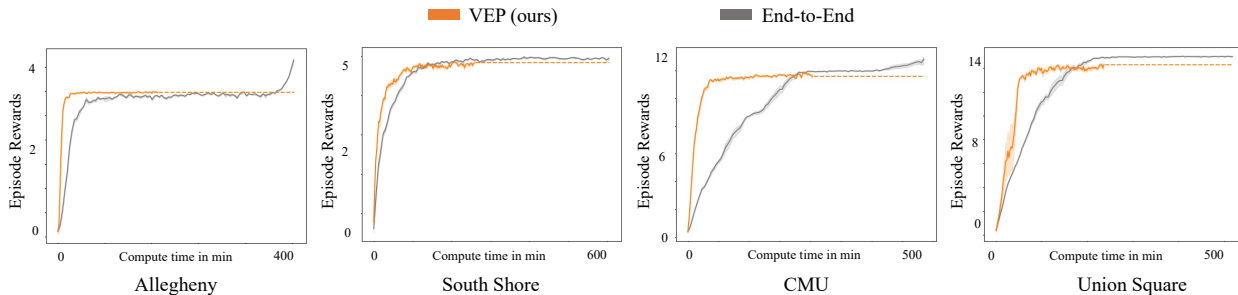 VEP (ours) End-to-End
Episode Rewards
4
2
0
0 Compute time in min 400
Allegheny
Episode Rewards
5
2
0
0 Compute time in min 600
South Shore
Episode Rewards
12
6
0
0 Compute time in min 500
CMU
Episode Rewards
14
8
0
0 Compute time in min 500
Union Square